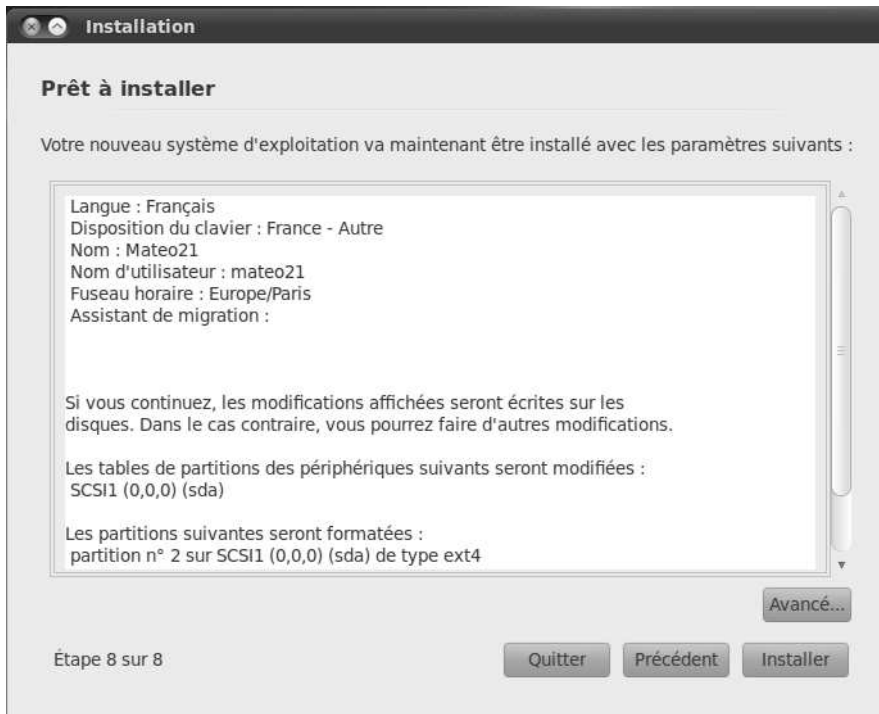 Installation
Prêt à installer
Votre nouveau système d'exploitation va maintenant être installé avec les paramètres suivants :
Langue : Français
Disposition du clavier : France - Autre
Nom : Mateo21
Nom d'utilisateur : mateo21
Fuseau horaire : Europe/Paris
Assistant de migration :
Si vous continuez, les modifications affichées seront écrites sur les
disques. Dans le cas contraire, vous pourrez faire d'autres modifications.
Les tables de partitions des périphériques suivants seront modifiées :
SCSI1 (0,0,0) (sda)
Les partitions suivantes seront formatées :
partition n° 2 sur SCSI1 (0,0,0) (sda) de type ext4
Avancé...
Étape 8 sur 8
Quitter
Précédent
Installer